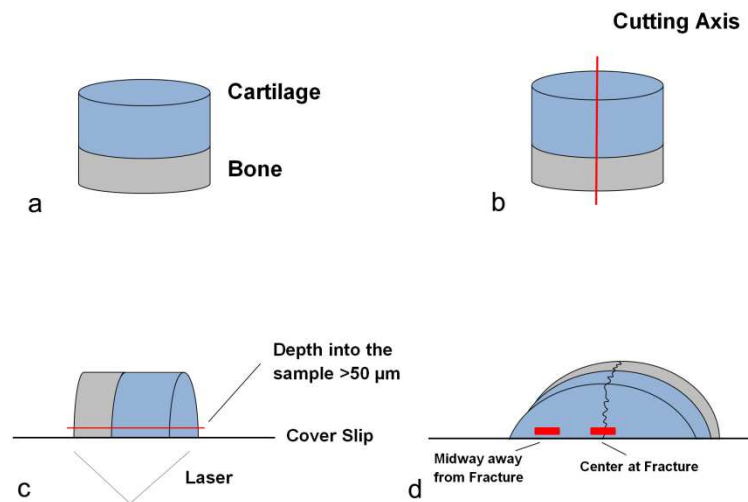 Cutting Axis
Cartilage
Bone
a
b
Depth into the
sample >50 µm
Cover Slip
Laser
c
Midway away
from Fracture
Center at Fracture
d